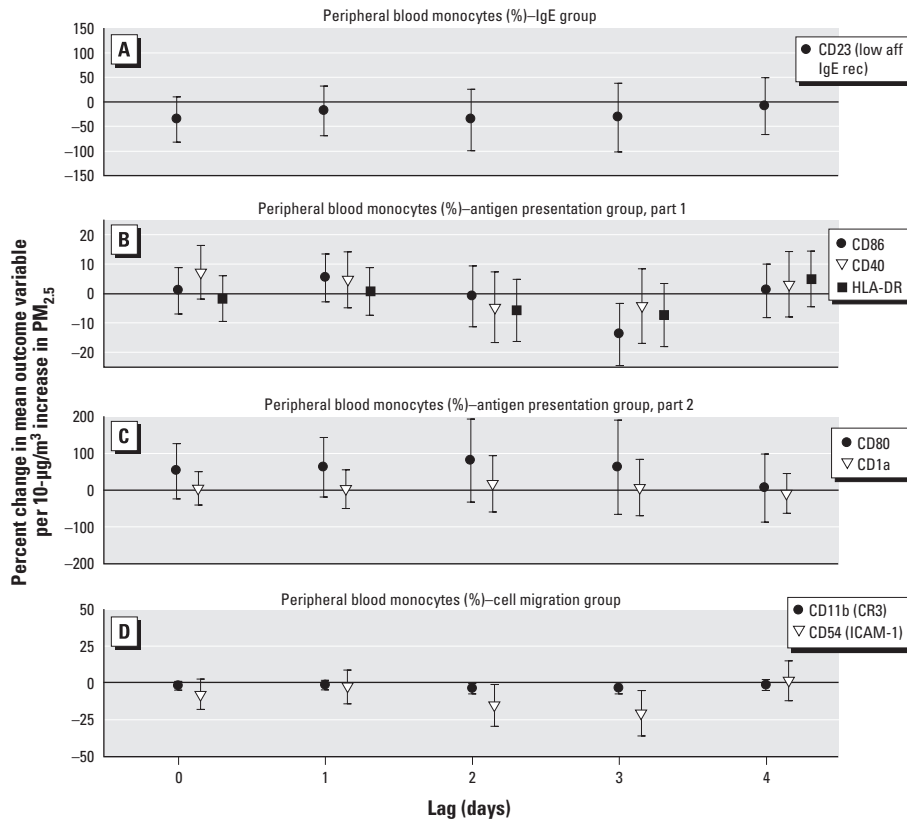 Peripheral blood monocytes (%)–IgE group
150
100
50
0
–50
–100
–150
A
CD23 (low aff
IgE rec)
Peripheral blood monocytes (%)–antigen presentation group, part 1
20
10
0
–10
–20
B
CD86
CD40
HLA-DR
Percent change in mean outcome variable
per 10-µg/m³ increase in PM2.5
Peripheral blood monocytes (%)–antigen presentation group, part 2
200
100
0
–100
–200
C
CD80
CD1a
Peripheral blood monocytes (%)–cell migration group
50
25
0
–25
–50
D
CD11b (CR3)
CD54 (ICAM-1)
0 1 2 3 4
Lag (days)